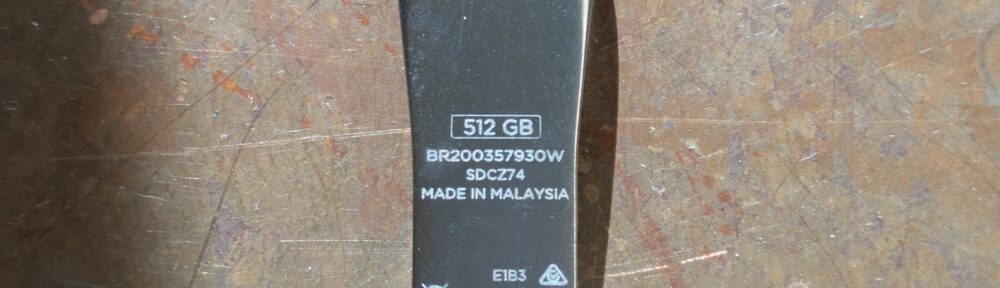 512 GB
BR200357930W
SDCZ74
MADE IN MALAYSIA
E1B3